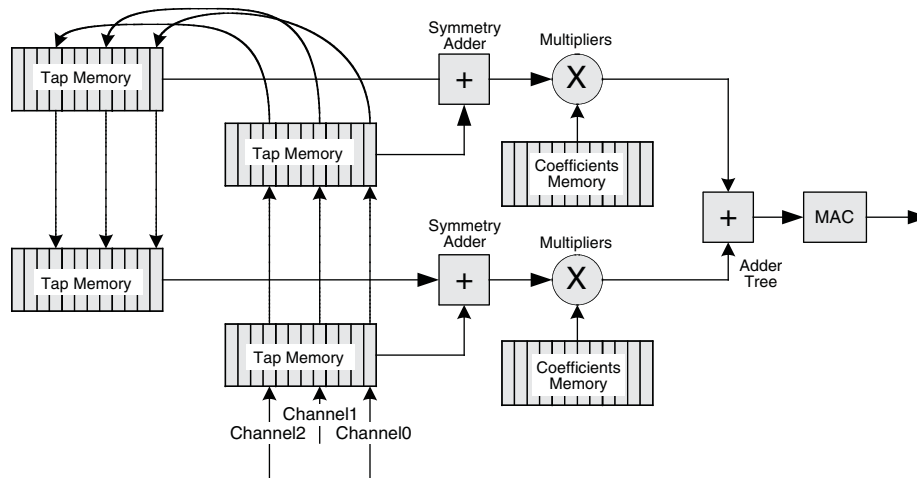 Symmetry
Adder
Multipliers
Tap Memory
+
X
Tap Memory
Coefficients
Memory
+
MAC
Symmetry
Adder
Multipliers
Adder
Tree
Tap Memory
+
X
Tap Memory
Coefficients
Memory
Channel1
Channel2
Channel0